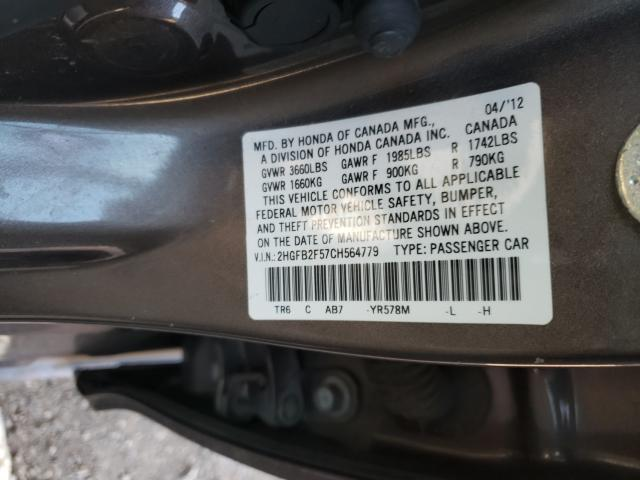 04/'12
MFD. BY HONDA OF CANADA MFG., CANADA
A DIVISION OF HONDA CANADA INC.
GVWR 3660LBS GAWR F 1985LBS R 1742LBS
GVWR 1660KG GAWR F 900KG R 790KG
THIS VEHICLE CONFORMS TO ALL APPLICABLE
FEDERAL MOTOR VEHICLE SAFETY, BUMPER,
AND THEFT PREVENTION STANDARDS IN EFFECT
ON THE DATE OF MANUFACTURE SHOWN ABOVE.
V.I.N.: 2HGFB2F57CH564779 TYPE: PASSENGER CAR
TR6 C AB7 -YR578M -L -H